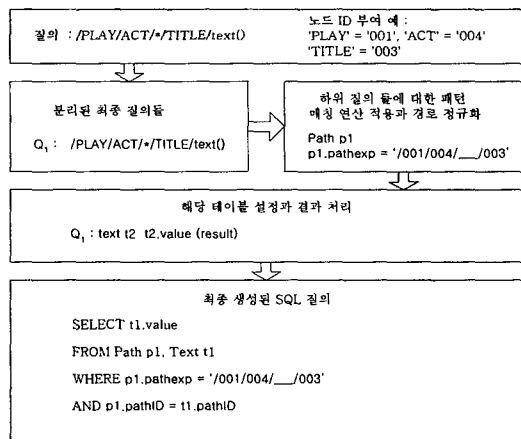 질의 : /PLAY/ACT/*/TITLE/text()
노드 ID 부여 예 :
'PLAY' = '001', 'ACT' = '004'
'TITLE' = '003'
분리된 최종 질의들
Q₁ : /PLAY/ACT/*/TITLE/text()
하위 질의 들에 대한 패턴
매칭 연산 적용과 경로 정규화
Path p1
p1.pathexp = '/001/004/___/003'
해당 테이블 설정과 결과 처리
Q₁ : text t2 t2.value (result)
최종 생성된 SQL 질의
SELECT t1.value
FROM Path p1, Text t1
WHERE p1.pathexp = '/001/004/___/003'
AND p1.pathID = t1.pathID